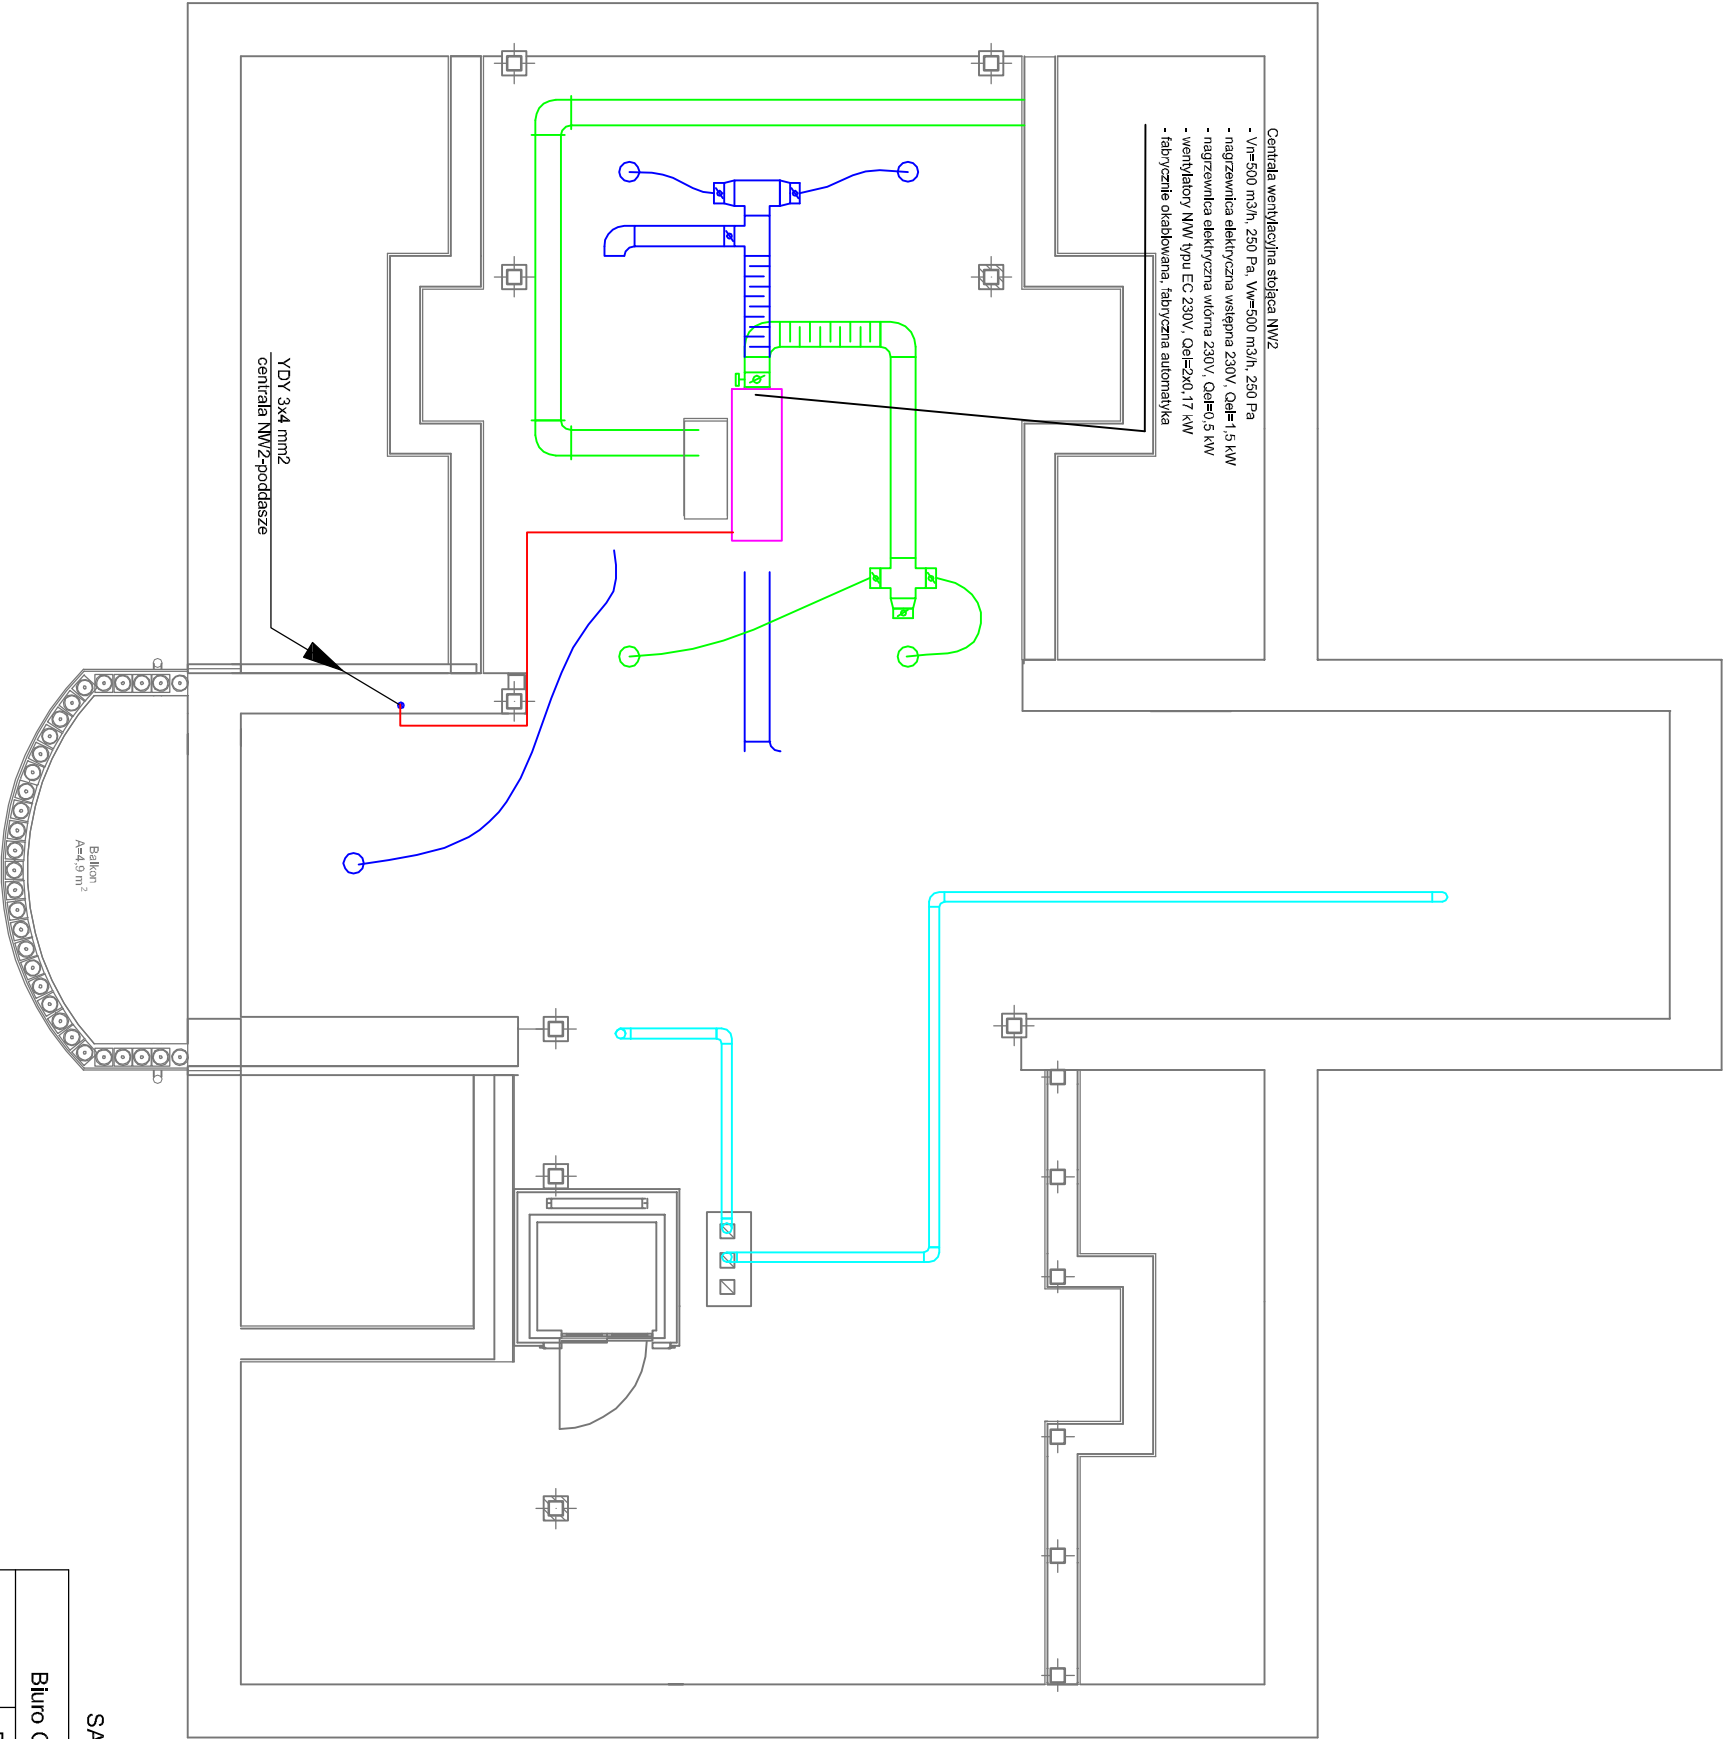 Centrala wentylacyjna stojąca NW2
- Vn=500 m3/h, 250 Pa, Vw=500 m3/h, 250 Pa
- nagrzewnica elektryczna wstępna 230V, Qel=1,5 kW
- nagrzewnica elektryczna wtórna 230V, Qel=0,5 kW
- wentylatory N/W typu EC 230V, Qel=2x0,17 kW
- fabrycznie okablowana, fabryczna automatyka
YDY 3x4 mm2
centrala NW2-poddasze
Balkon
A=4,9 m²
SA
Biuro